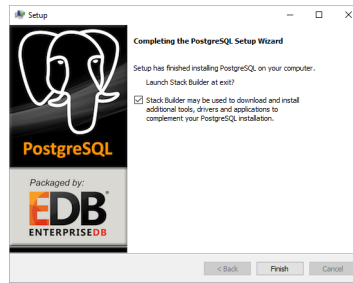 Setup
Completing the PostgreSQL Setup Wizard
Setup has finished installing PostgreSQL on your computer.
Launch Stack Builder at exit?
Stack Builder may be used to download and install
additional tools, drivers and applications to
complement your PostgreSQL installation.
PostgreSQL
Packaged by:
EDB
ENTERPRISEDB
< Back
Finish
Cancel